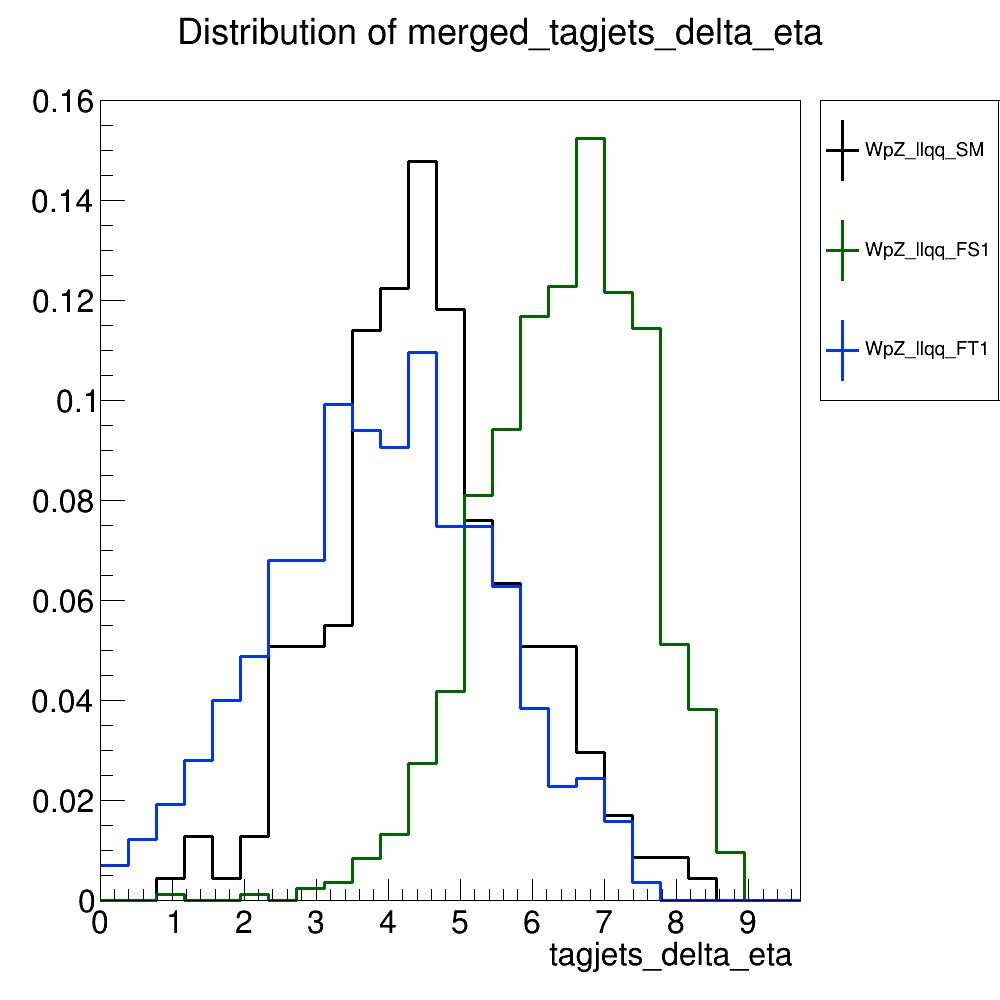 Distribution of merged_tagjets_delta_eta
0.16
0.14
0.12
0.1
0.08
0.06
0.04
0.02
0
0 1 2 3 4 5 6 7 8 9
tagjets_delta_eta
WpZ_llqq_SM
WpZ_llqq_FS1
WpZ_llqq_FT1